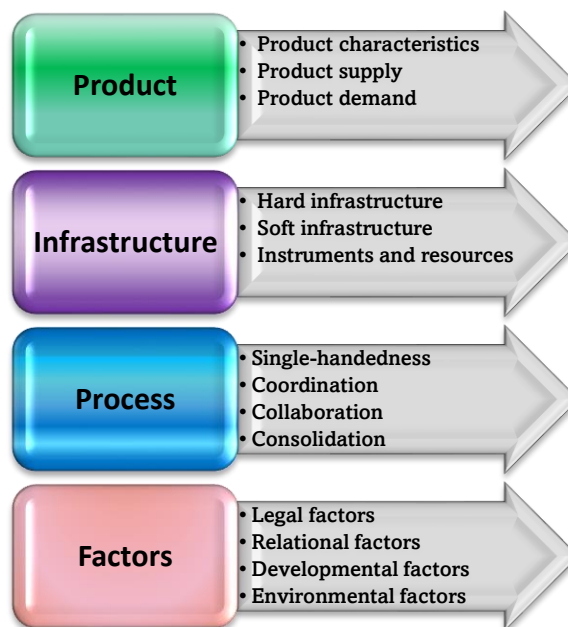 Product
• Product characteristics
• Product supply
• Product demand
Infrastructure
• Hard infrastructure
• Soft infrastructure
• Instruments and resources
Process
• Single-handedness
• Coordination
• Collaboration
• Consolidation
Factors
• Legal factors
• Relational factors
• Developmental factors
• Environmental factors